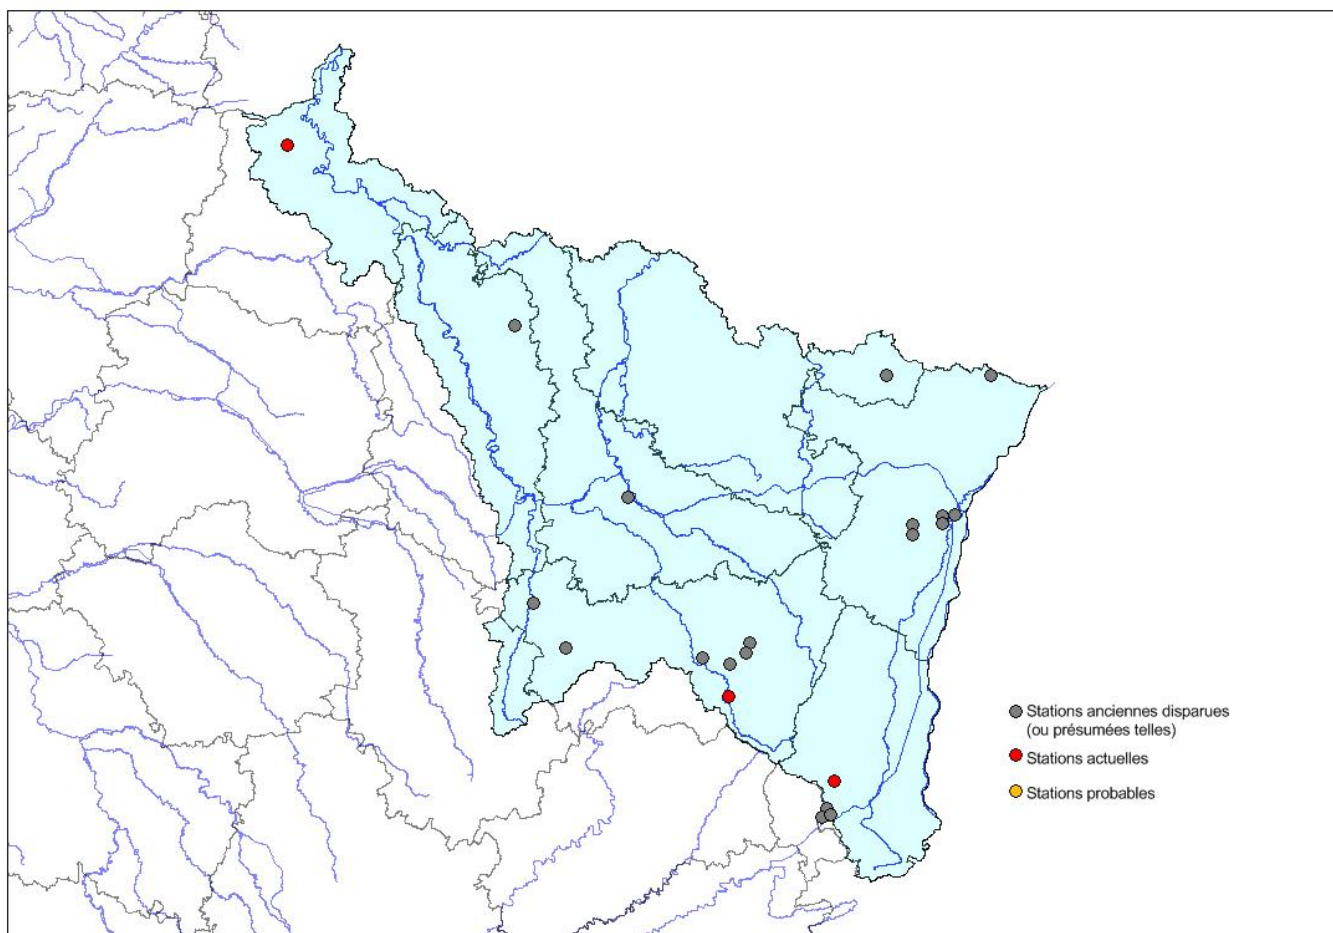 Stations anciennes disparues
(ou présumées telles)
Stations actuelles
Stations probables